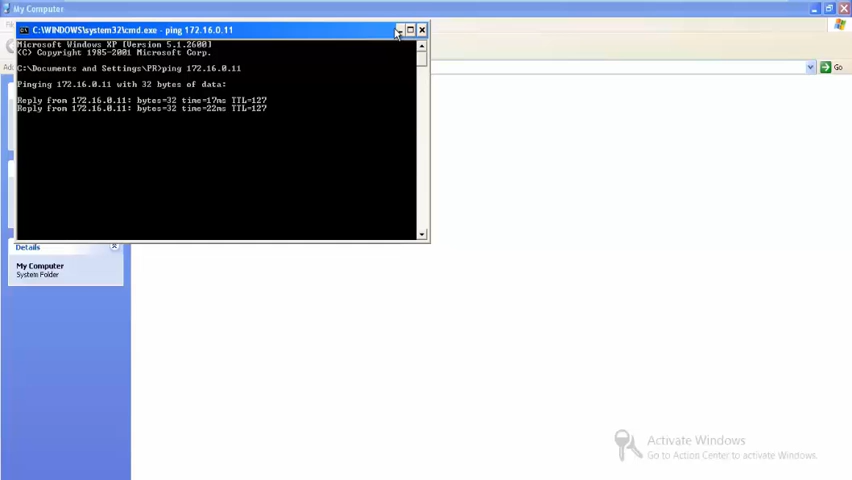 My Computer
C:\WINDOWS\system32\cmd.exe - ping 172.16.0.11
Microsoft Windows XP [Version 5.1.2600]
(C) Copyright 1985-2001 Microsoft Corp.
C:\Documents and Settings\PR>ping 172.16.0.11
Pinging 172.16.0.11 with 32 bytes of data:
Reply from 172.16.0.11: bytes=32 time=17ms TTL=127
Reply from 172.16.0.11: bytes=32 time=22ms TTL=127
Go
Details
My Computer
System Folder
Activate Windows
Go to Action Center to activate Windows.